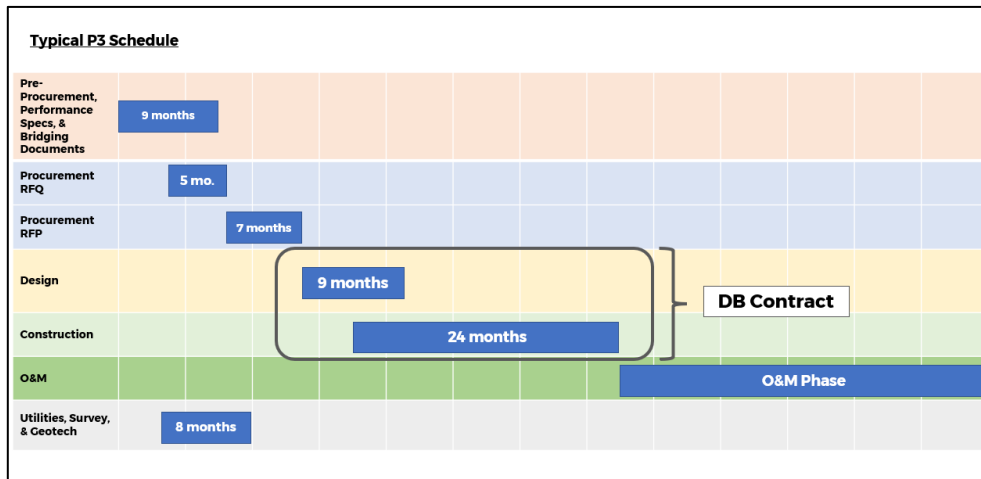 Typical P3 Schedule
Pre-
Procurement,
Performance
Specs, &
Bridging
Documents
9 months
Procurement
RFQ
5 mo.
Procurement
RFP
7 months
Design
9 months
DB Contract
Construction
24 months
O&M
O&M Phase
Utilities, Survey,
& Geotech
8 months